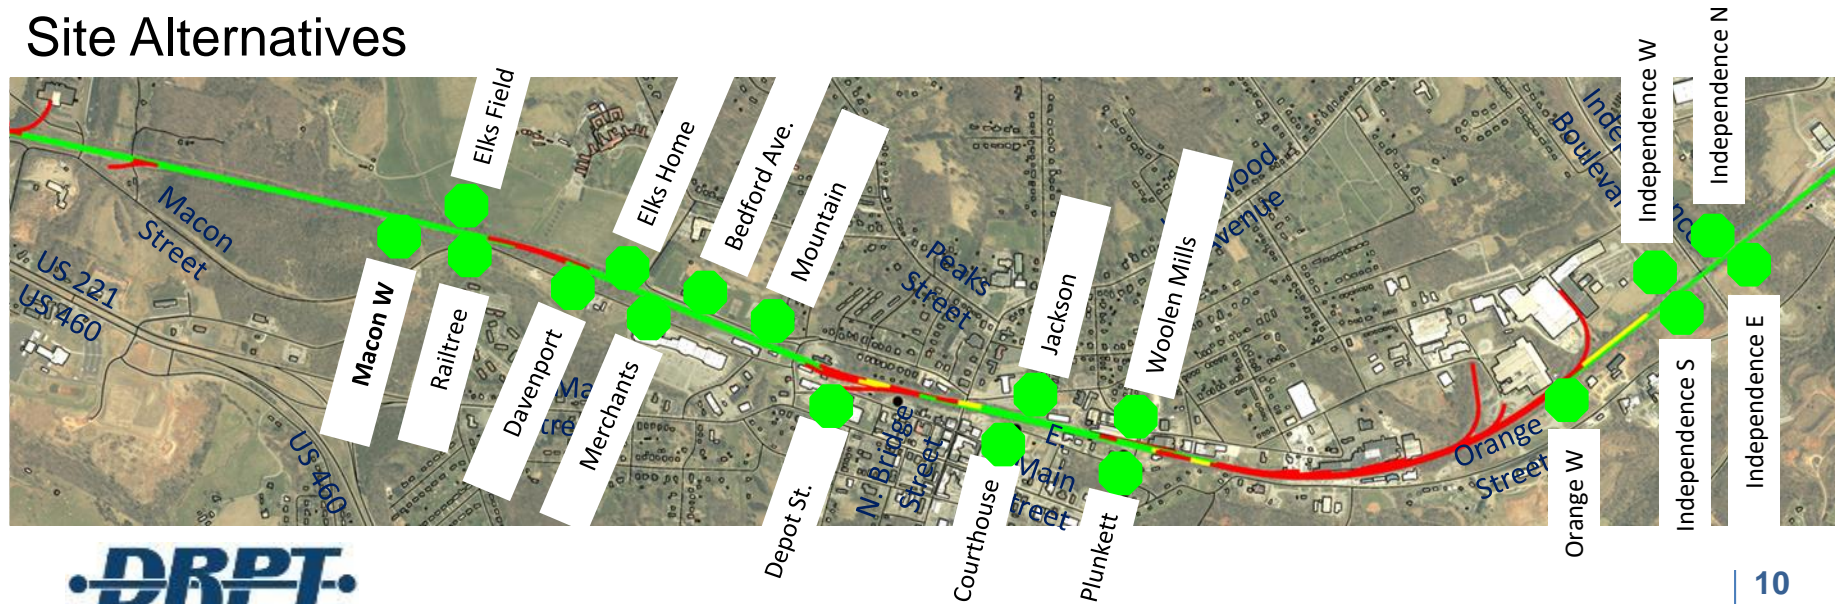 Site Alternatives
Elks Field
Elks Home
Bedford Ave.
Mountain
Jackson
Woolen Mills
Independence W
Independence N
Macon
Street
US 221
US 460
US 460
Macon W
Railtree
Davenport
Merchants
Depot St.
N. Bridge
Street
Peaks
Street
Courthouse
Plunkett
E
Main
Orange
Street
Orange W
Independence S
Independence E
DRPT
10